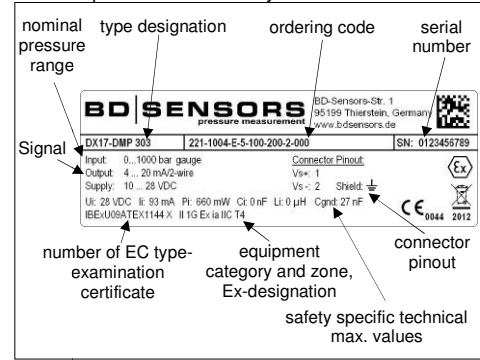 nominal pressure range
type designation
ordering code
serial number
BD|SENSORS
pressure measurement
BD-Sensors-Str. 1
95199 Thierstein, Germany
www.bdsensors.de
DX17-DMP 303
221-1004-E-5-100-200-2-000
SN: 0123456789
Signal
Input: 0...1000 bar gauge
Output: 4 ... 20 mA/2-wire
Supply: 10 ... 28 VDC
Connector Pinout:
Vs+: 1
Vs-: 2 Shield:
Ui: 28 VDC Ii: 93 mA Pi: 660 mW Ci: 0 nF Li: 0 µH Cgnd: 27 nF
IBExU09ATEX1144 X II 1G Ex ia IIC T4
Ex
CE 0044 2012
number of EC type-
examination
certificate
equipment
category and zone,
Ex-designation
connector
pinout
safety specific technical
max. values